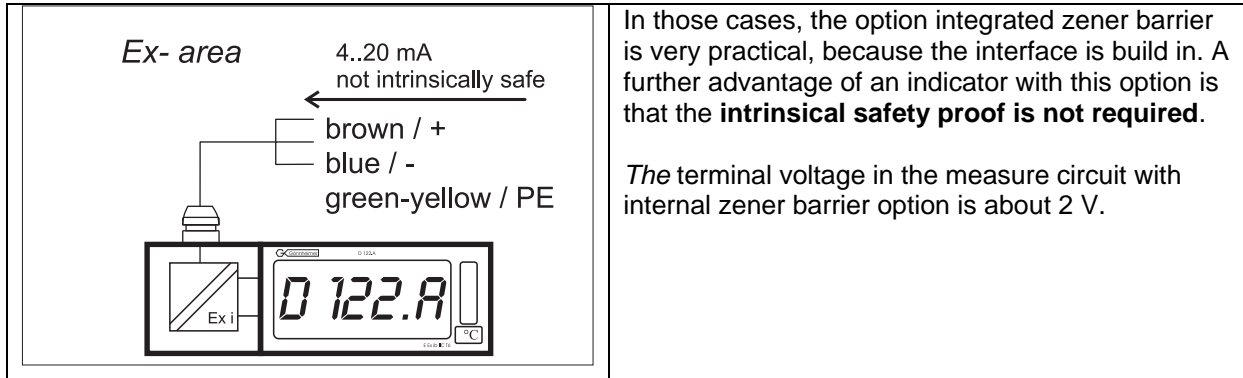 Ex- area
4..20 mA
not intrinsically safe
brown / +
blue / -
green-yellow / PE
Gönnheimer
D 122.A
D 122.A
Ex i
°C
In those cases, the option integrated zener barrier
is very practical, because the interface is build in. A
further advantage of an indicator with this option is
that the intrinsical safety proof is not required.
The terminal voltage in the measure circuit with
internal zener barrier option is about 2 V.